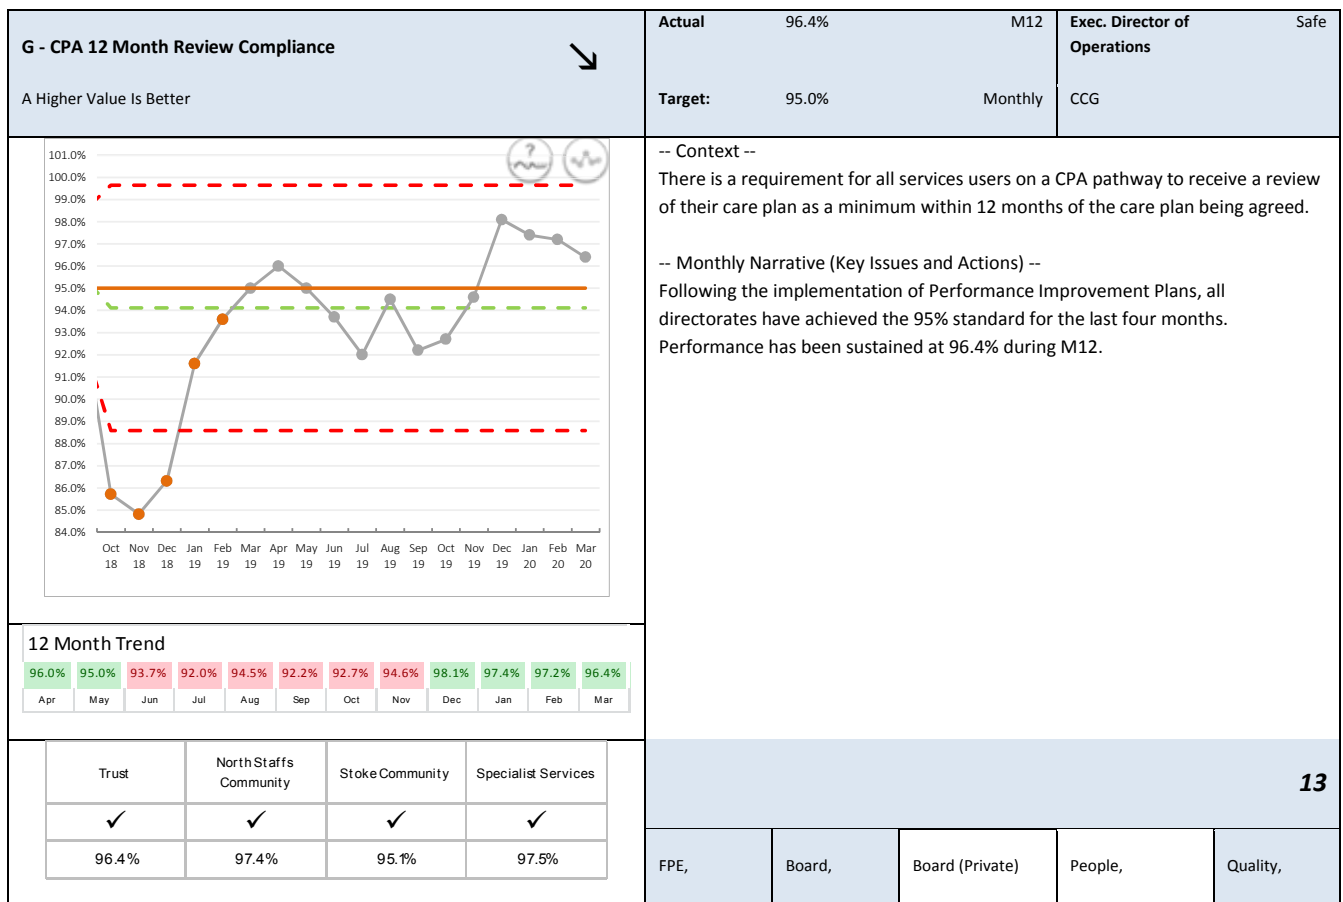 G - CPA 12 Month Review Compliance
A Higher Value Is Better
Actual 96.4% M12
Target: 95.0% Monthly
Exec. Director of Safe
Operations
CCG
101.0%
100.0%
99.0%
98.0%
97.0%
96.0%
95.0%
94.0%
93.0%
92.0%
91.0%
90.0%
89.0%
88.0%
87.0%
86.0%
85.0%
84.0%
?
Oct Nov Dec Jan Feb Mar Apr May Jun Jul Aug Sep Oct Nov Dec Jan Feb Mar
18 18 18 19 19 19 19 19 19 19 19 19 19 19 19 20 20 20
-- Context --
There is a requirement for all services users on a CPA pathway to receive a review
of their care plan as a minimum within 12 months of the care plan being agreed.
-- Monthly Narrative (Key Issues and Actions) --
Following the implementation of Performance Improvement Plans, all
directorates have achieved the 95% standard for the last four months.
Performance has been sustained at 96.4% during M12.
12 Month Trend
96.0% 95.0% 93.7% 92.0% 94.5% 92.2% 92.7% 94.6% 98.1% 97.4% 97.2% 96.4%
Apr May Jun Jul Aug Sep Oct Nov Dec Jan Feb Mar
Trust North Staffs Community Stoke Community Specialist Services
✓ ✓ ✓ ✓
96.4% 97.4% 95.1% 97.5%
13
FPE, Board, Board (Private) People, Quality,